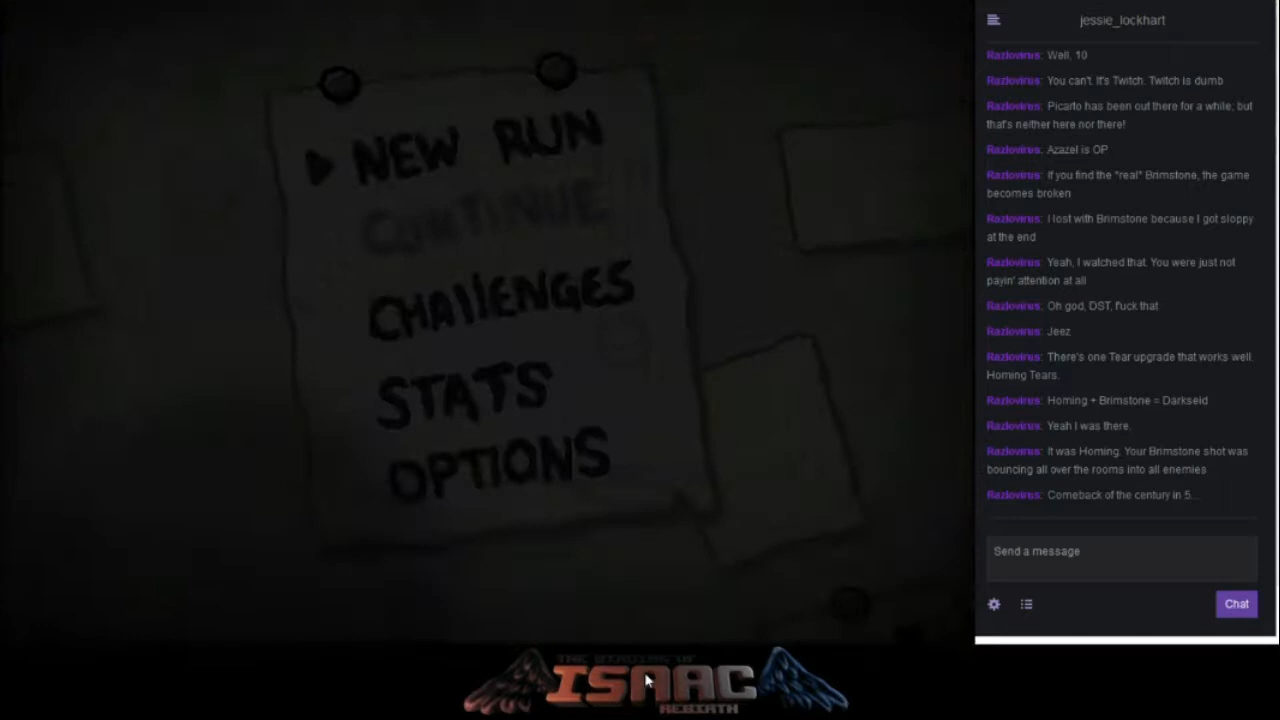 NEW RUN
CONTINUE
CHALLENGES
STATS
OPTIONS
THE BINDING OF
ISAAC
REBIRTH
jessie_lockhart
Razlovirus: Well, 10
Razlovirus: You can't. It's Twitch. Twitch is dumb
Razlovirus: Picarto has been out there for a while, but
that's neither here nor there!
Razlovirus: Azazel is OP
Razlovirus: If you find the *real* Brimstone, the game
becomes broken
Razlovirus: I lost with Brimstone because I got sloppy
at the end
Razlovirus: Yeah, I watched that. You were just not
payin' attention at all
Razlovirus: Oh god, DST, fuck that
Razlovirus: Jeez
Razlovirus: There's one Tear upgrade that works well.
Homing Tears.
Razlovirus: Homing + Brimstone = Darkseid
Razlovirus: Yeah I was there.
Razlovirus: It was Homing. Your Brimstone shot was
bouncing all over the rooms into all enemies
Razlovirus: Comeback of the century in 5...
Send a message
Chat